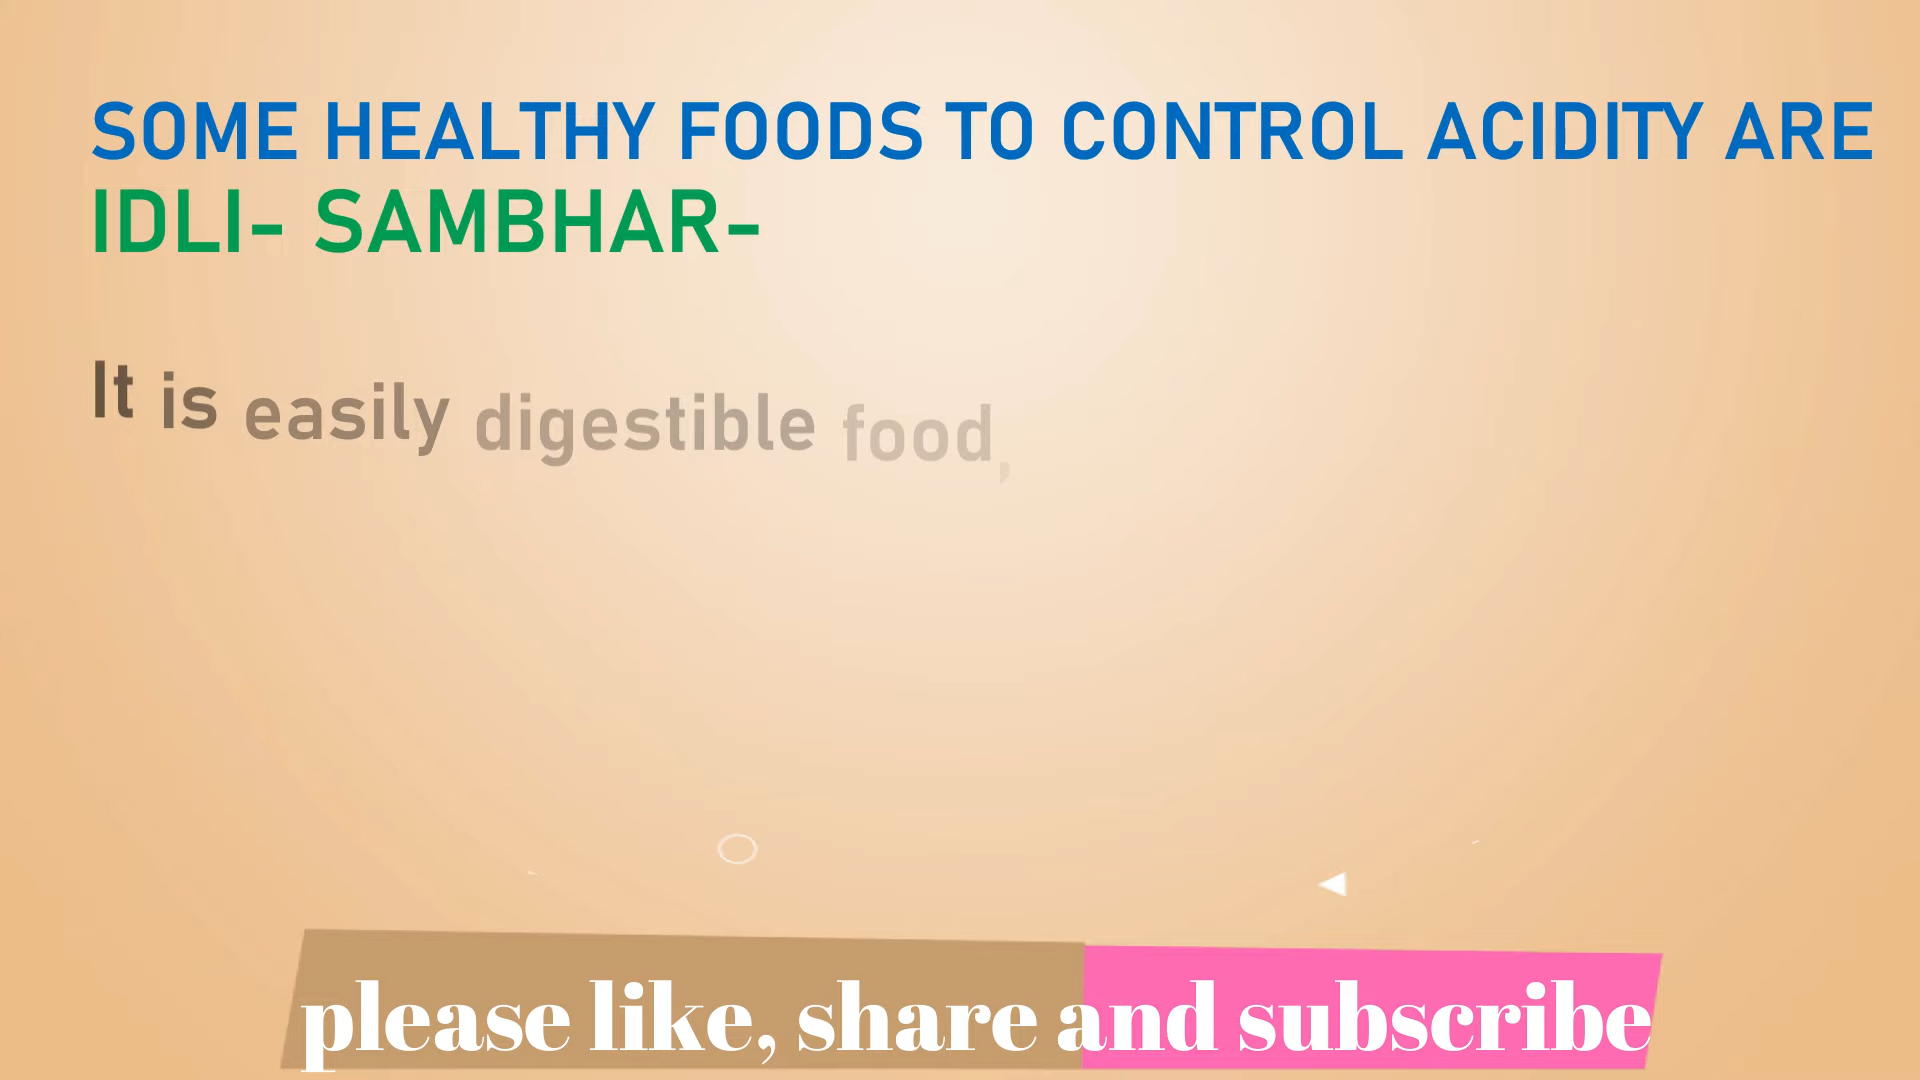 SOME HEALTHY FOODS TO CONTROL ACIDITY ARE
IDLI- SAMBHAR-
It is easily digestible food,
please like, share and subscribe